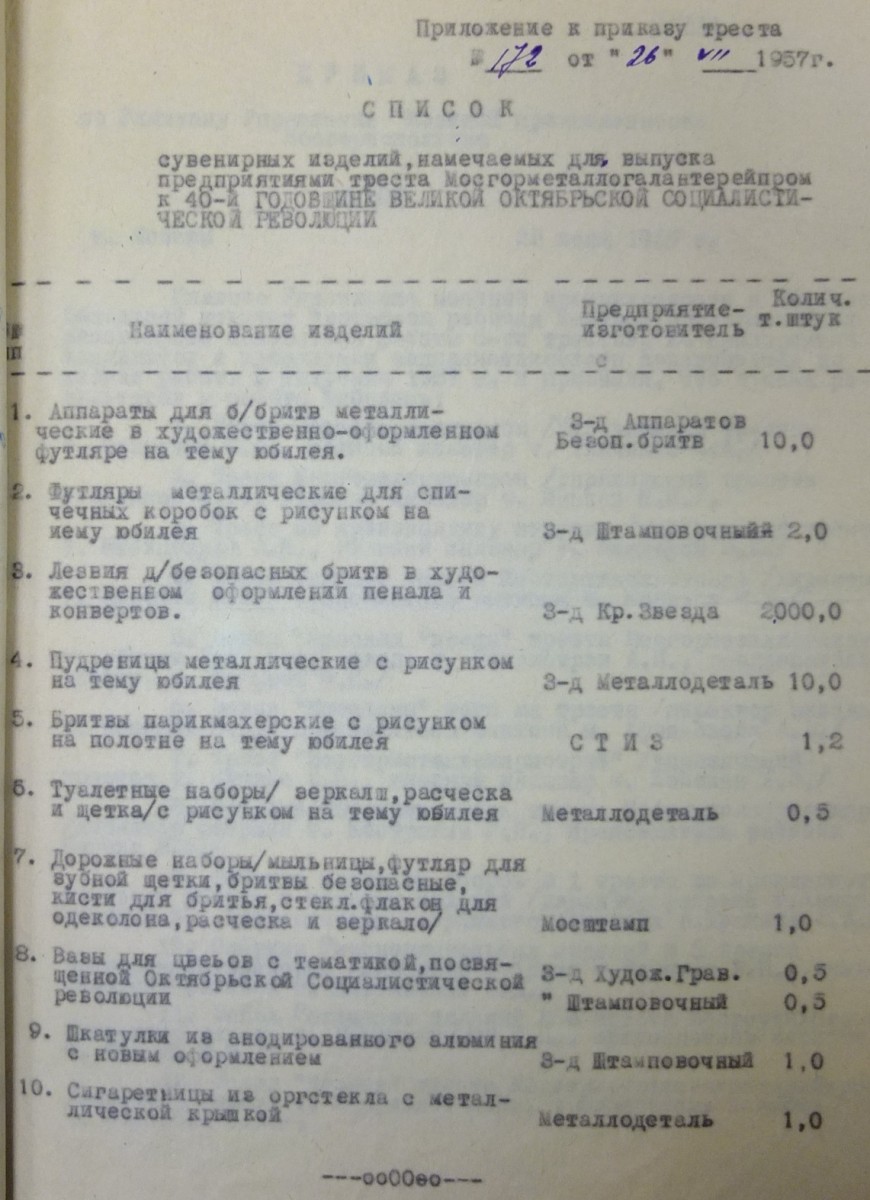 Приложение к приказу треста
№ 172 от "26" VII 1957г.
СПИСОК
сувенирных изделий,намечаемых для выпуска
предприятиями треста Мосгорметаллогалантерейпром
к 40-й ГОДОВЩИНЕ ВЕЛИКОЙ ОКТЯБРЬСКОЙ СОЦИАЛИСТИ-
ЧЕСКОЙ РЕВОЛЮЦИИ
№ пп Наименование изделий Предприятие-изготовитель Колич. т.штук
1. Аппараты для б/бритв металли-
ческие в художественно-оформленном З-д Аппаратов
футляре на тему юбилея. Безоп.бритв 10,0
2. Футляры металлические для спи-
чечных коробок с рисунком на
иему юбилея З-д Штамповочныйй 2,0
3. Лезвия д/безопасных бритв в худо-
жественном оформлении пенала и
конвертов. З-д Кр.Звезда 2000,0
4. Пудреницы металлические с рисунком
на тему юбилея З-д Металлодеталь 10,0
5. Бритвы парикмахерские с рисунком
на полотне на тему юбилея СТИЗ 1,2
6. Туалетные наборы/ зеркалш,расческа
и щетка/с рисунком на тему юбилея Металлодеталь 0,5
7. Дорожные наборы/мыльницы,футляр для
зубной щетки,бритвы безопасные,
кисти для бритья,стекл.флакон для
одеколона,расческа и зеркало/ Мосштамп 1,0
8. Вазы для цвеьов с тематикой,посвя-
щенной Октябрьской Социалистической З-д Худож.Грав. 0,5
революции " Штамповочный 0,5
9. Шкатулки из анодированного алюминия
с новым оформлением З-д Штамповочный 1,0
10. Сигаретницы из оргстекла с метал-
лической крышкой Металлодеталь 1,0
---ооООоо---